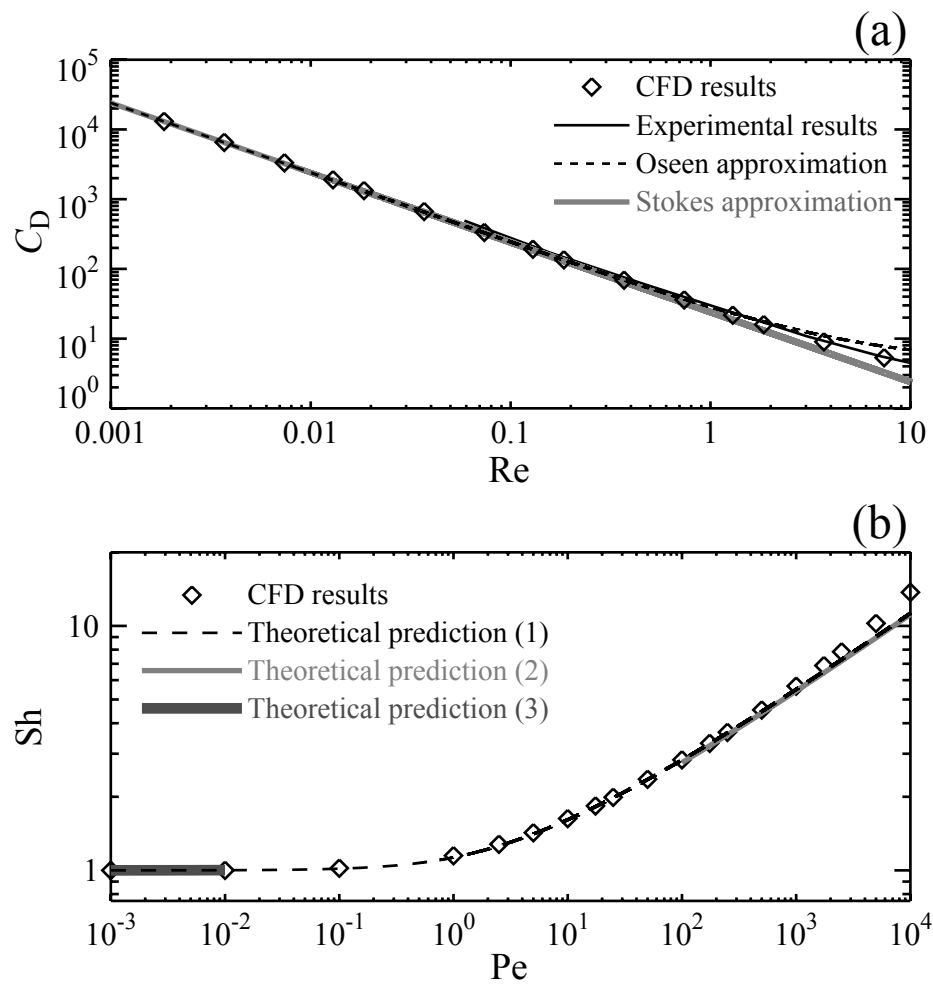 (a)
10^5
10^4
10^3
10^2
10^1
10^0
C_D
CFD results
Experimental results
Oseen approximation
Stokes approximation
0.001 0.01 0.1 1 10
Re
(b)
10
1
Sh
CFD results
Theoretical prediction (1)
Theoretical prediction (2)
Theoretical prediction (3)
10^-3 10^-2 10^-1 10^0 10^1 10^2 10^3 10^4
Pe